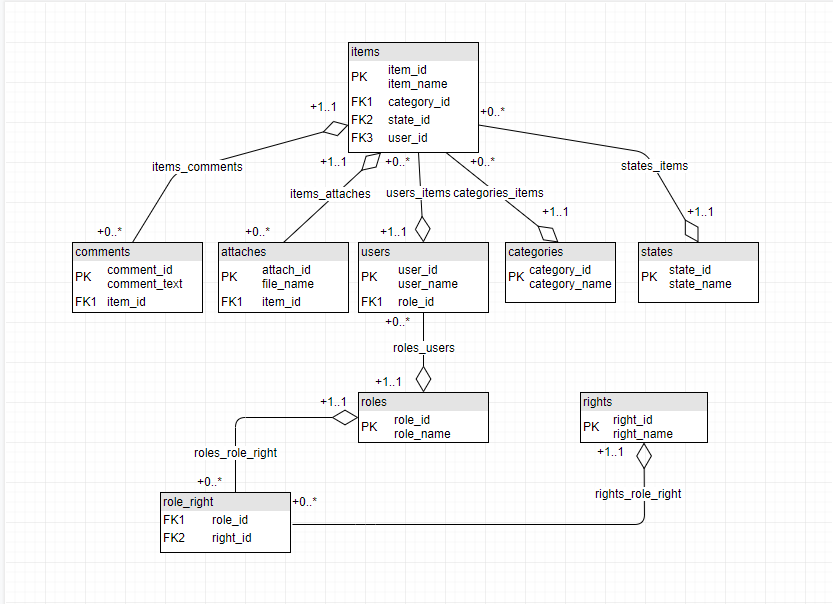 items
PK item_id
item_name
FK1 category_id
FK2 state_id
FK3 user_id
+1..1
+0..*
+1..1
+0..*
+0..*
items_comments
items_attaches
users_items
categories_items
states_items
+0..*
+0..*
+1..1
+1..1
+1..1
comments
PK comment_id
comment_text
FK1 item_id
attaches
PK attach_id
file_name
FK1 item_id
users
PK user_id
user_name
FK1 role_id
categories
PK category_id
category_name
states
PK state_id
state_name
+0..*
roles_users
+1..1
+1..1
roles
PK role_id
role_name
rights
PK right_id
right_name
roles_role_right
+1..1
+0..*
rights_role_right
role_right
FK1 role_id
FK2 right_id
+0..*